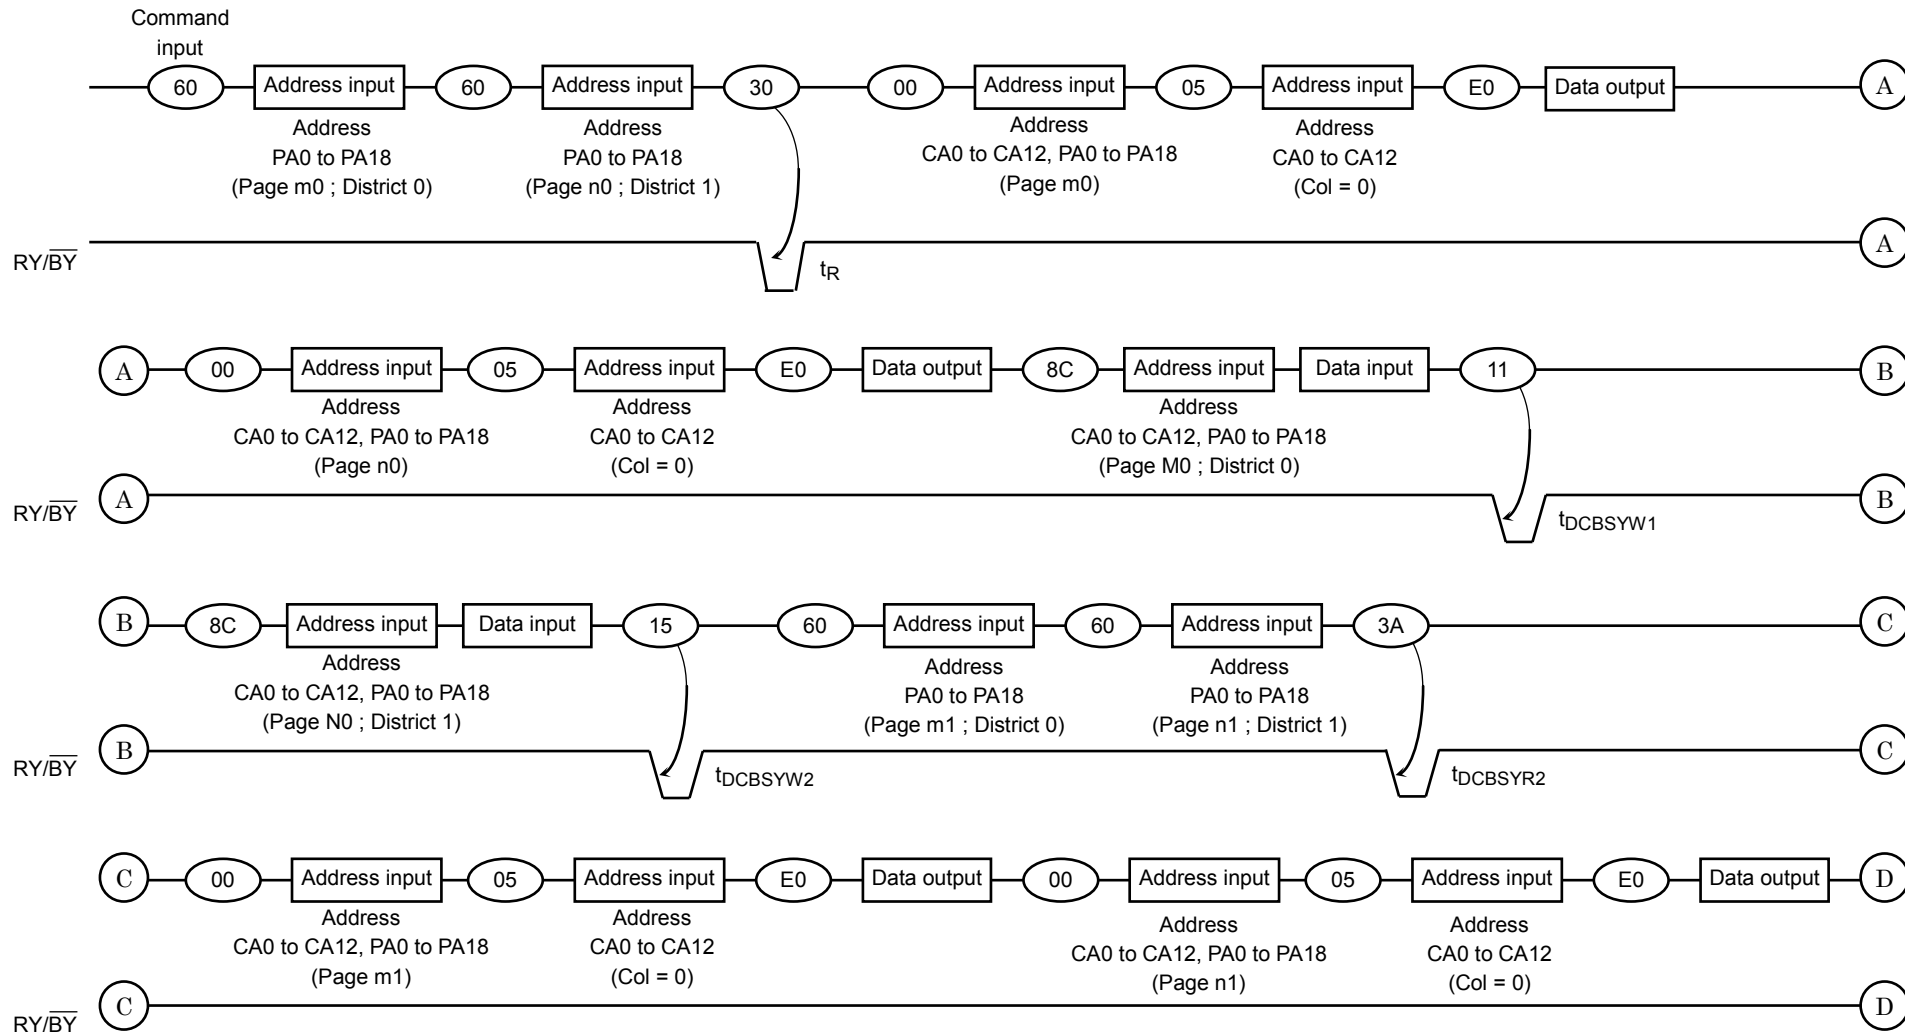 Command
input
60 Address input 60 Address input 30 00 Address input 05 Address input E0 Data output A
Address
PA0 to PA18
(Page m0 ; District 0)
Address
PA0 to PA18
(Page n0 ; District 1)
Address
CA0 to CA12, PA0 to PA18
(Page m0)
Address
CA0 to CA12
(Col = 0)
RY/BY tR A
A 00 Address input 05 Address input E0 Data output 8C Address input Data input 11 B
Address
CA0 to CA12, PA0 to PA18
(Page n0)
Address
CA0 to CA12
(Col = 0)
Address
CA0 to CA12, PA0 to PA18
(Page M0 ; District 0)
RY/BY A tDCBSYW1 B
B 8C Address input Data input 15 60 Address input 60 Address input 3A C
Address
CA0 to CA12, PA0 to PA18
(Page N0 ; District 1)
Address
PA0 to PA18
(Page m1 ; District 0)
Address
PA0 to PA18
(Page n1 ; District 1)
RY/BY B tDCBSYW2 tDCBSYR2 C
C 00 Address input 05 Address input E0 Data output 00 Address input 05 Address input E0 Data output D
Address
CA0 to CA12, PA0 to PA18
(Page m1)
Address
CA0 to CA12
(Col = 0)
Address
CA0 to CA12, PA0 to PA18
(Page n1)
Address
CA0 to CA12
(Col = 0)
RY/BY C D